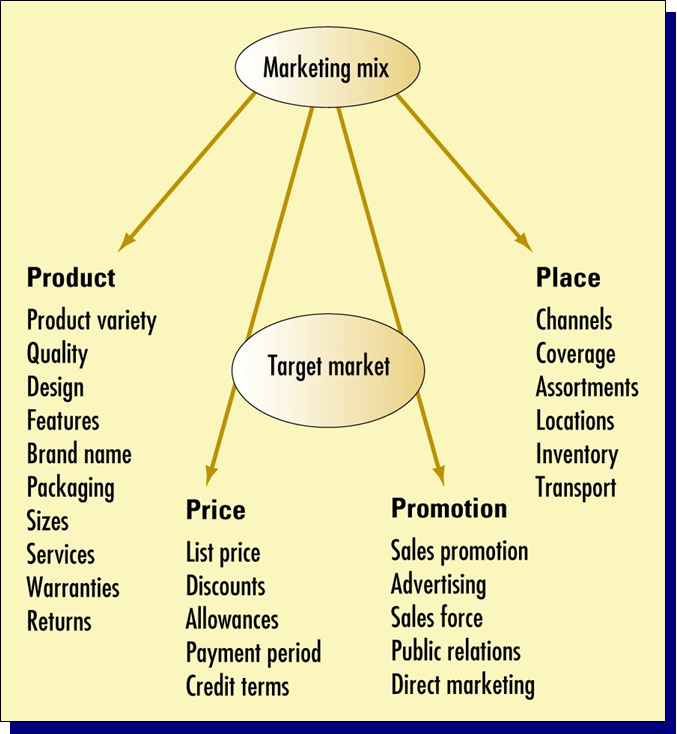 Marketing mix
Target market
Product
Product variety
Quality
Design
Features
Brand name
Packaging
Sizes
Services
Warranties
Returns
Price
List price
Discounts
Allowances
Payment period
Credit terms
Promotion
Sales promotion
Advertising
Sales force
Public relations
Direct marketing
Place
Channels
Coverage
Assortments
Locations
Inventory
Transport